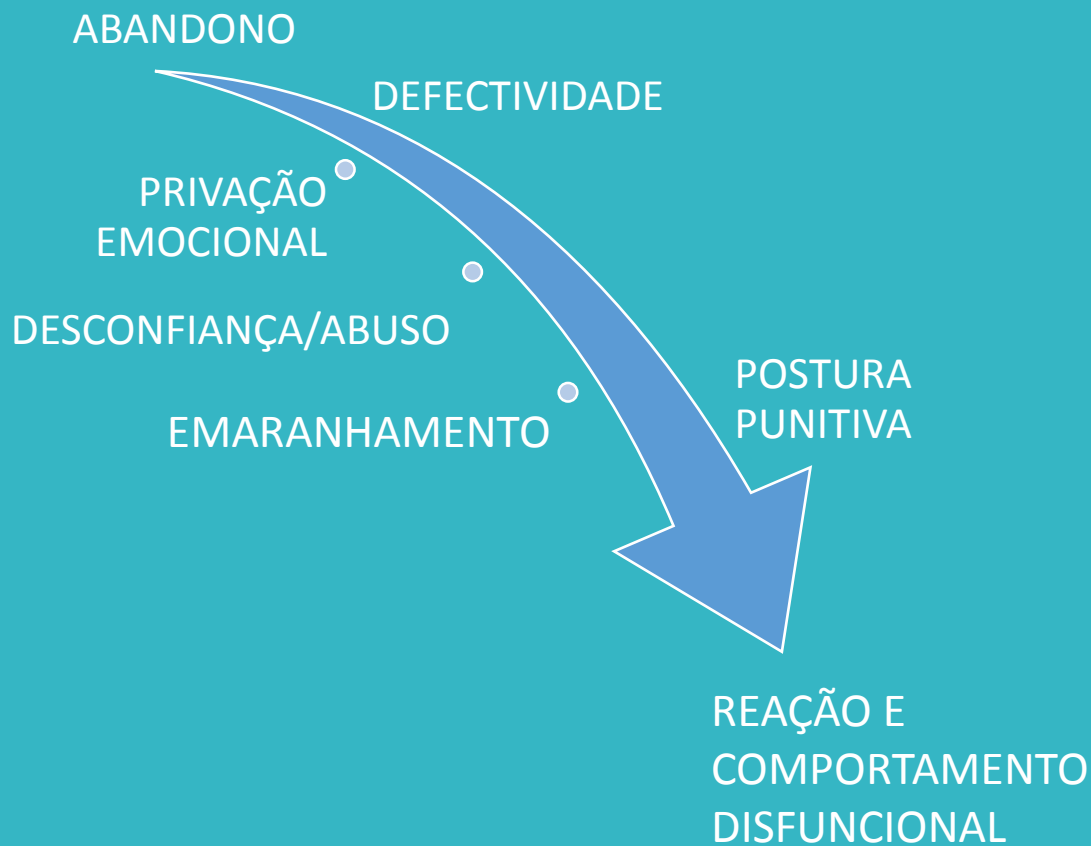 ABANDONO
DEFECTIVIDADE
PRIVAÇÃO
EMOCIONAL
DESCONFIANÇA/ABUSO
EMARANHAMENTO
POSTURA
PUNITIVA
REAÇÃO E
COMPORTAMENTO
DISFUNCIONAL